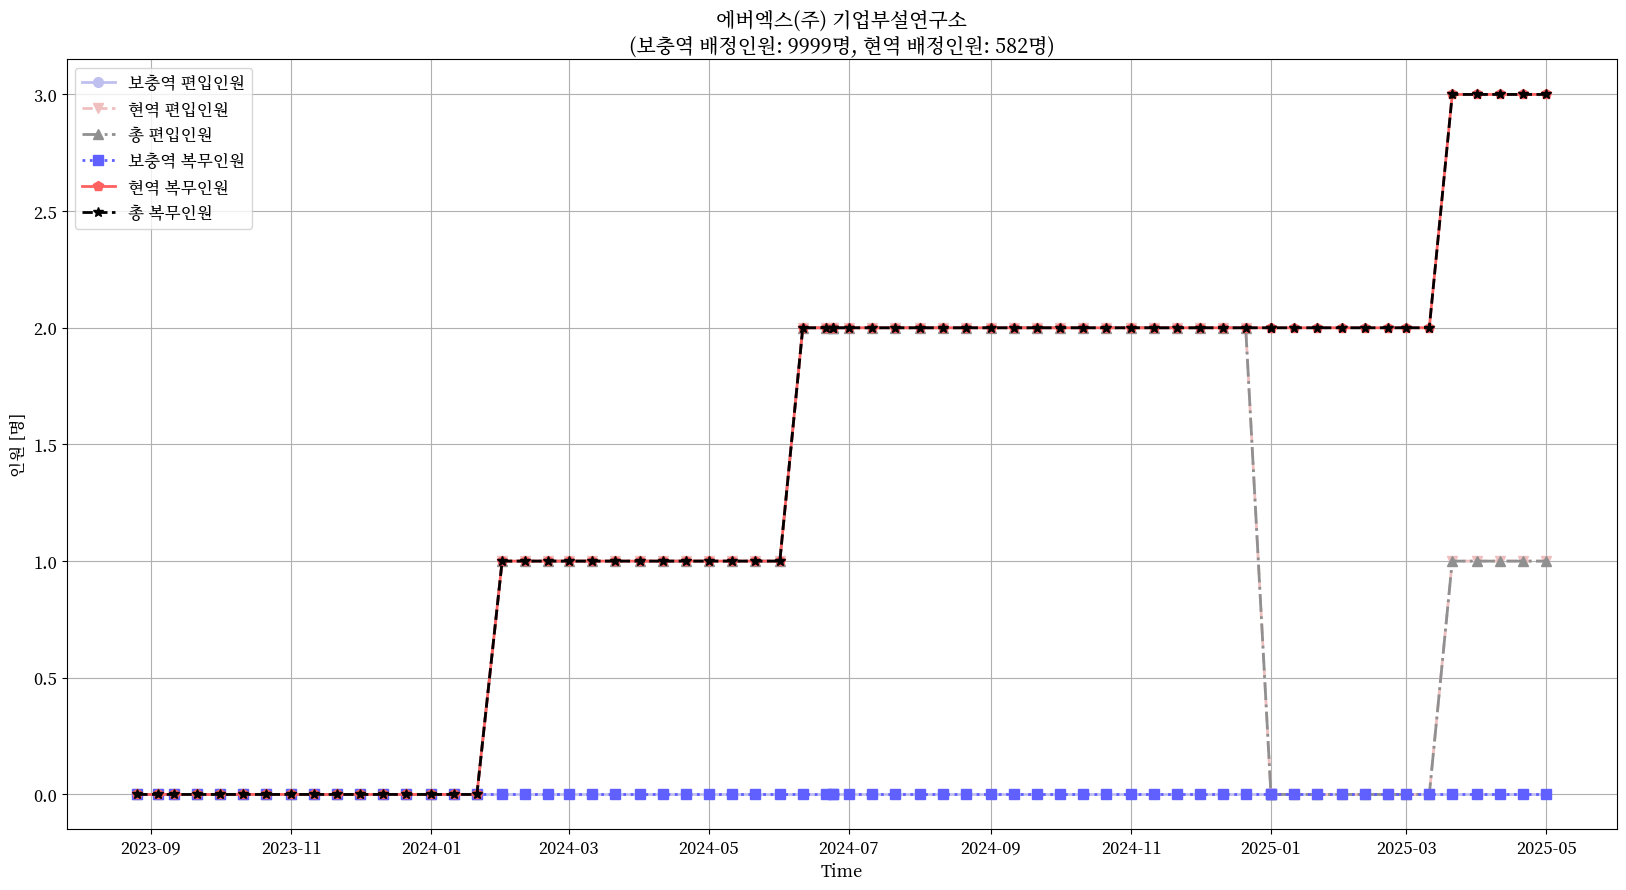 에버엑스(주) 기업부설연구소
(보충역 배정인원: 9999명, 현역 배정인원: 582명)
보충역 편입인원
현역 편입인원
총 편입인원
보충역 복무인원
현역 복무인원
총 복무인원
인원 [명]
3.0
2.5
2.0
1.5
1.0
0.5
0.0
2023-09 2023-11 2024-01 2024-03 2024-05 2024-07 2024-09 2024-11 2025-01 2025-03 2025-05
Time